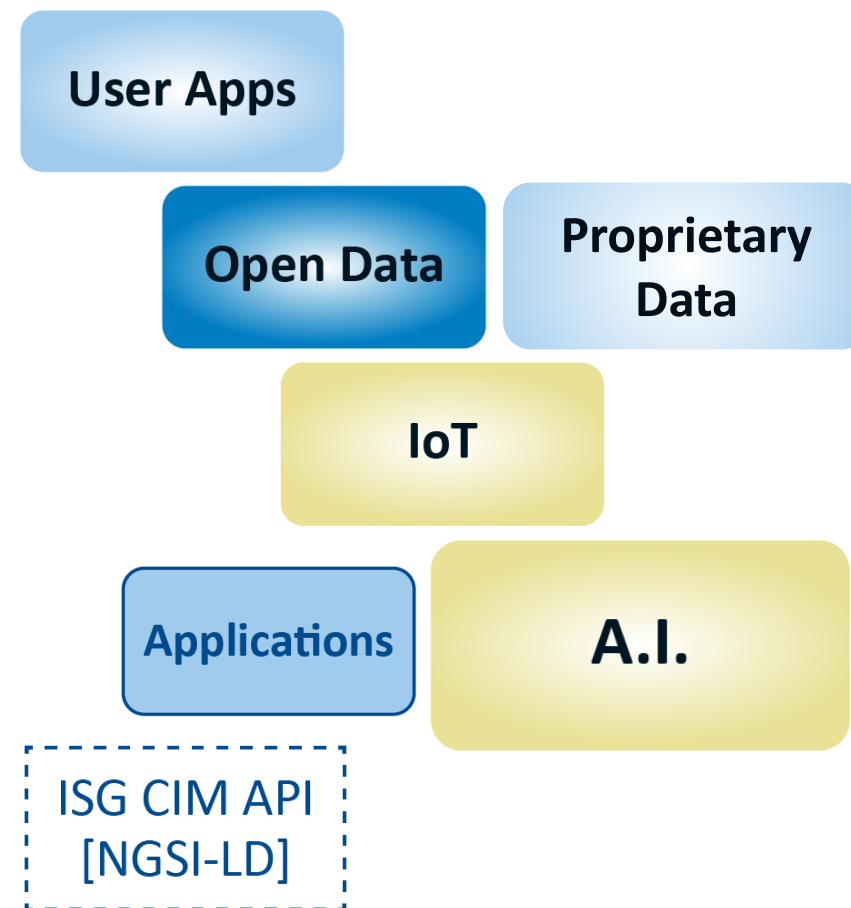 User Apps
Open Data
Proprietary
Data
IoT
Applications
A.I.
ISG CIM API
[NGSI-LD]